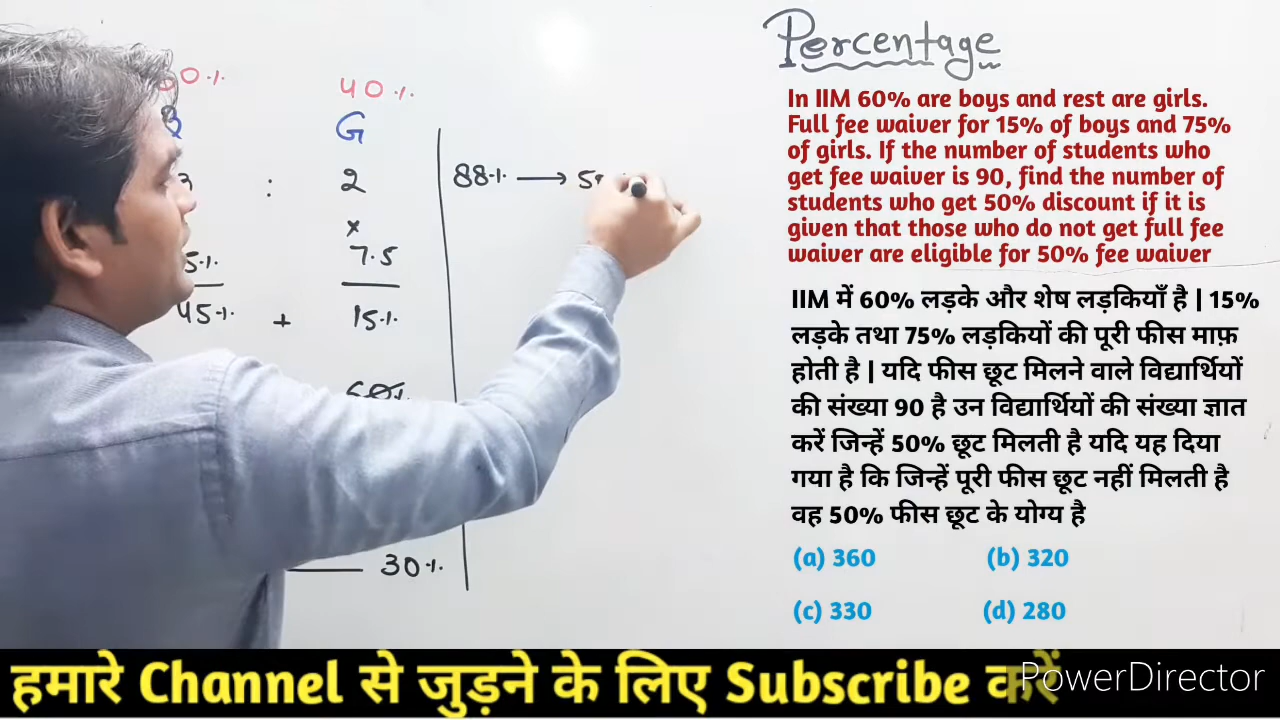 Percentage
In IIM 60% are boys and rest are girls.
Full fee waiver for 15% of boys and 75%
of girls. If the number of students who
get fee waiver is 90, find the number of
students who get 50% discount if it is
given that those who do not get full fee
waiver are eligible for 50% fee waiver
IIM में 60% लड़के और शेष लड़कियाँ है | 15%
लड़के तथा 75% लड़कियों की पूरी फीस माफ़
होती है | यदि फीस छूट मिलने वाले विद्यार्थियों
की संख्या 90 है उन विद्यार्थियों की संख्या ज्ञात
करें जिन्हें 50% छूट मिलती है यदि यह दिया
गया है कि जिन्हें पूरी फीस छूट नहीं मिलती है
वह 50% फीस छूट के योग्य है
(a) 360 (b) 320
(c) 330 (d) 280
40%
G
: 2
x
7.5
45% + 15%
60%
30%
88% →
हमारे Channel से जुड़ने के लिए Subscribe करें
PowerDirector